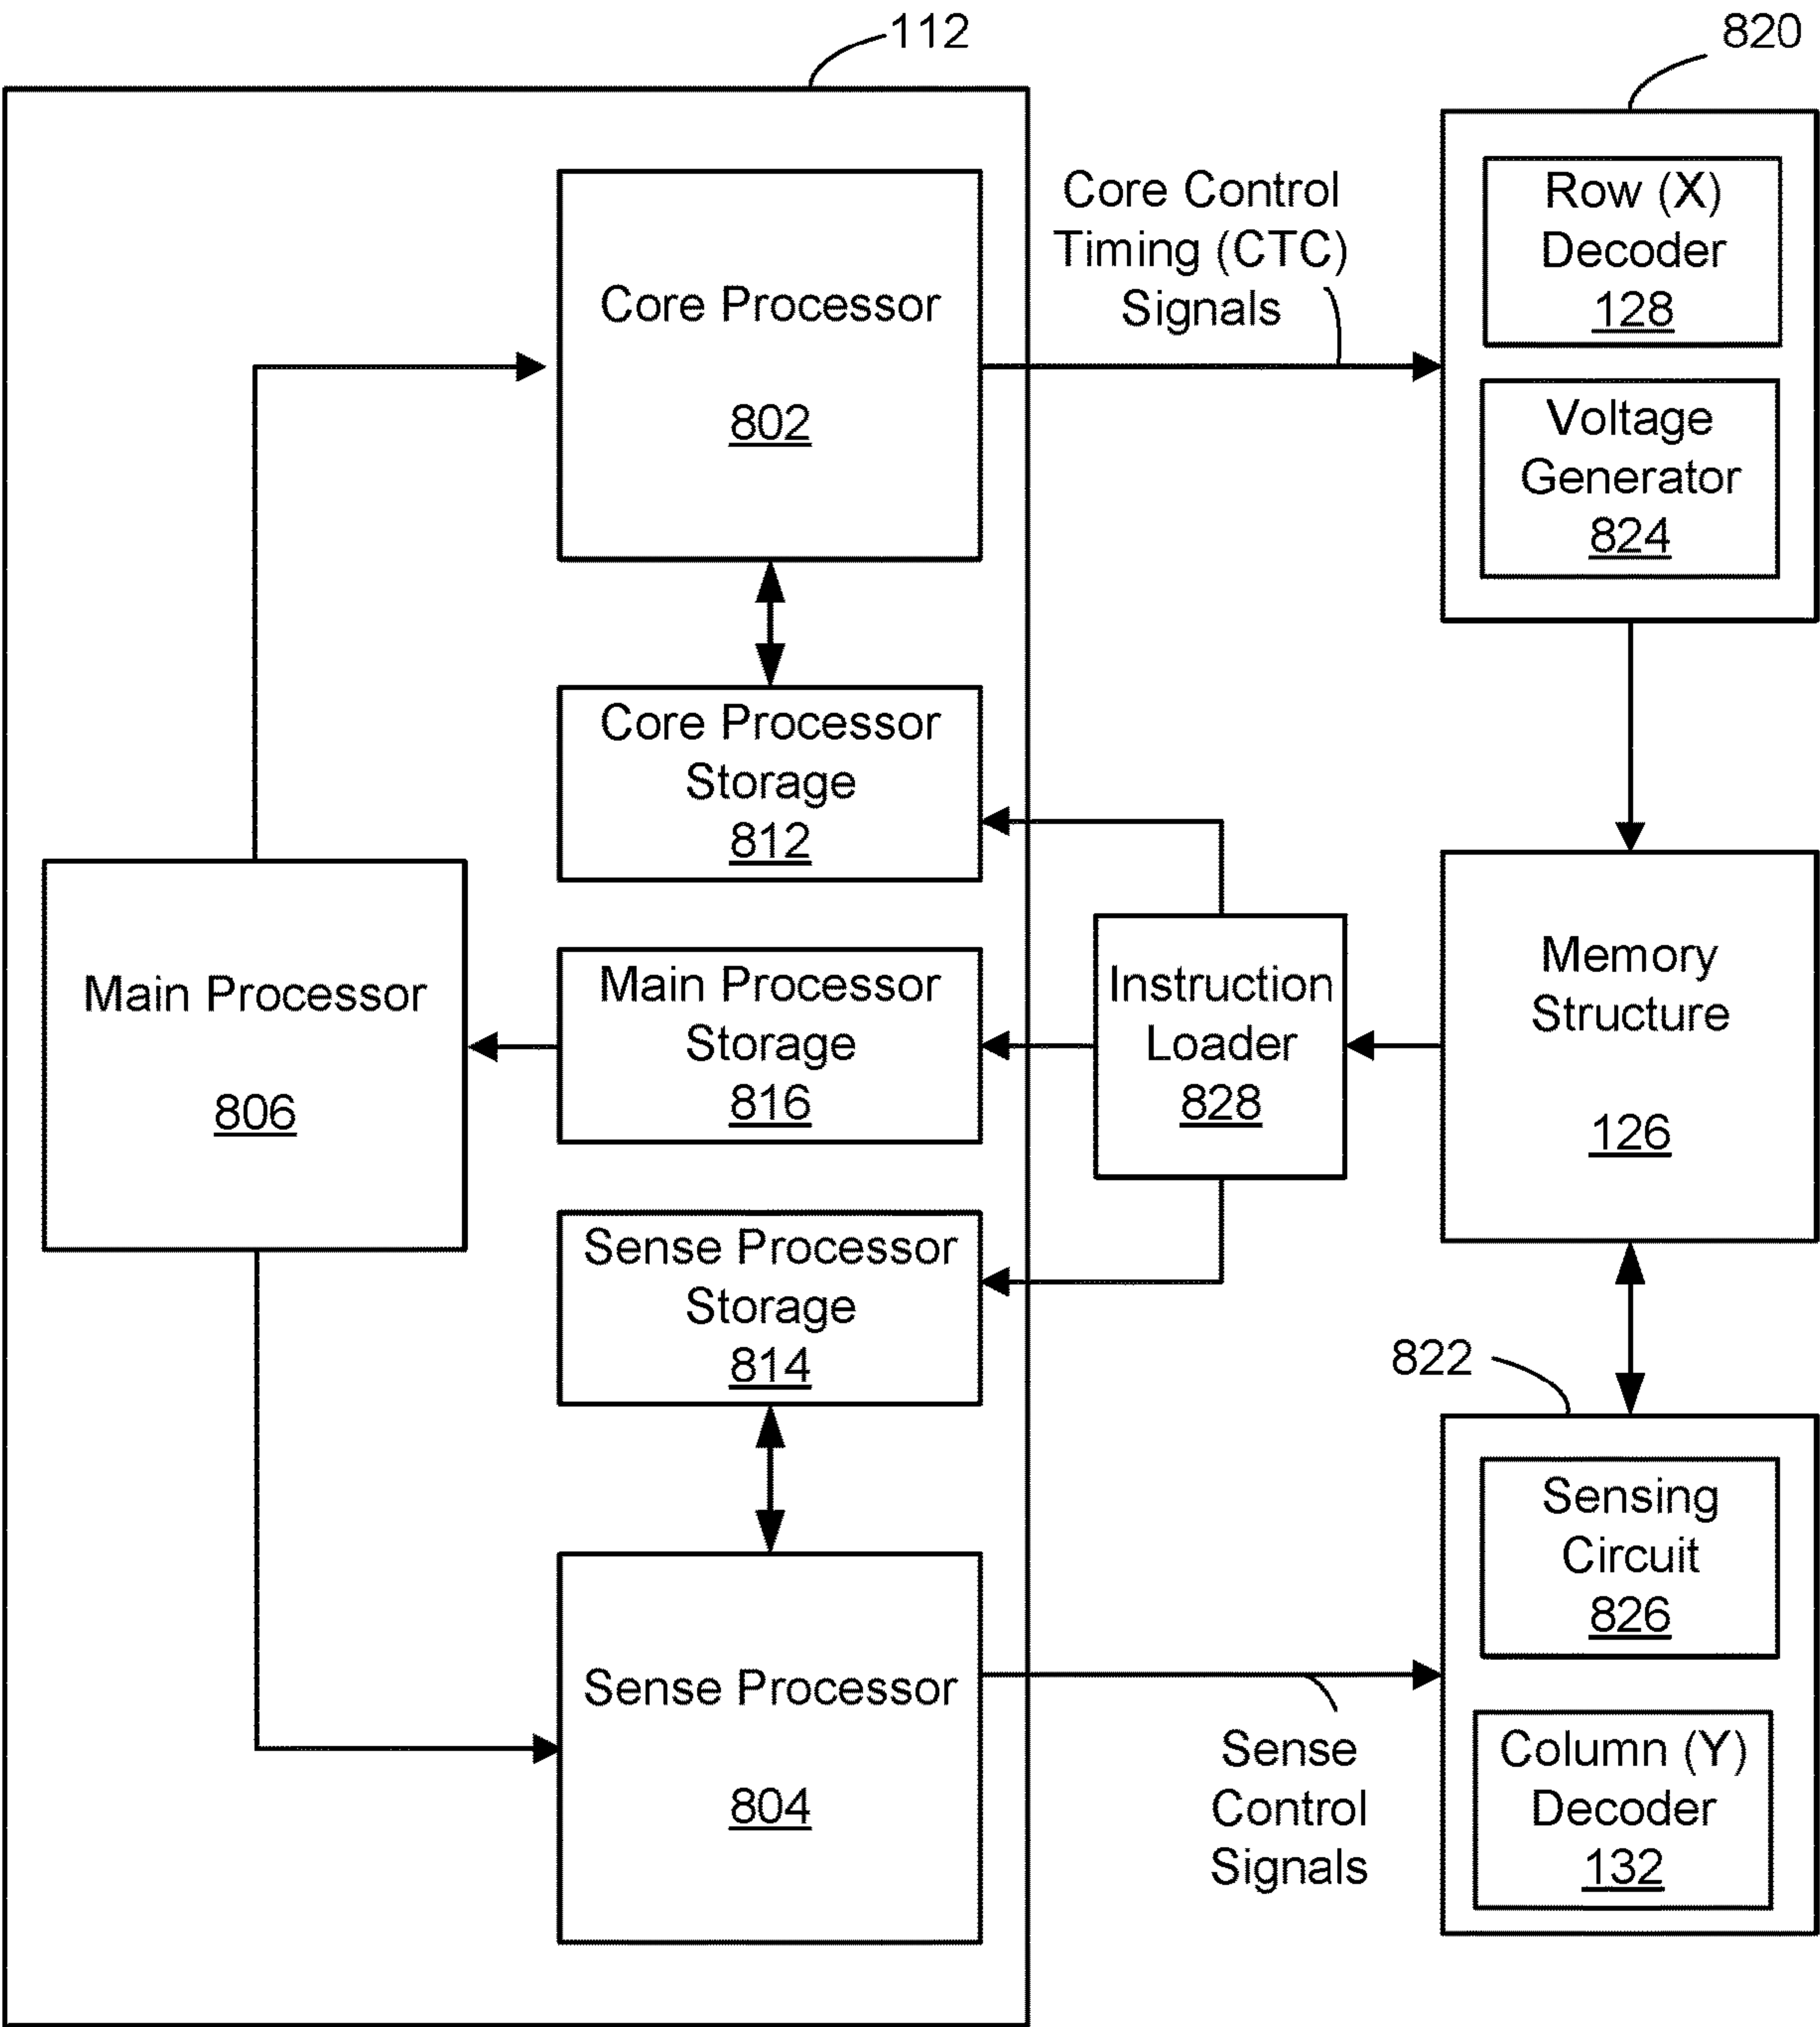 112
820
Core Processor
802
Core Control
Timing (CTC)
Signals
Row (X)
Decoder
128
Voltage
Generator
824
Core Processor
Storage
812
Main Processor
806
Main Processor
Storage
816
Instruction
Loader
828
Memory
Structure
126
Sense Processor
Storage
814
822
Sense Processor
804
Sense
Control
Signals
Sensing
Circuit
826
Column (Y)
Decoder
132